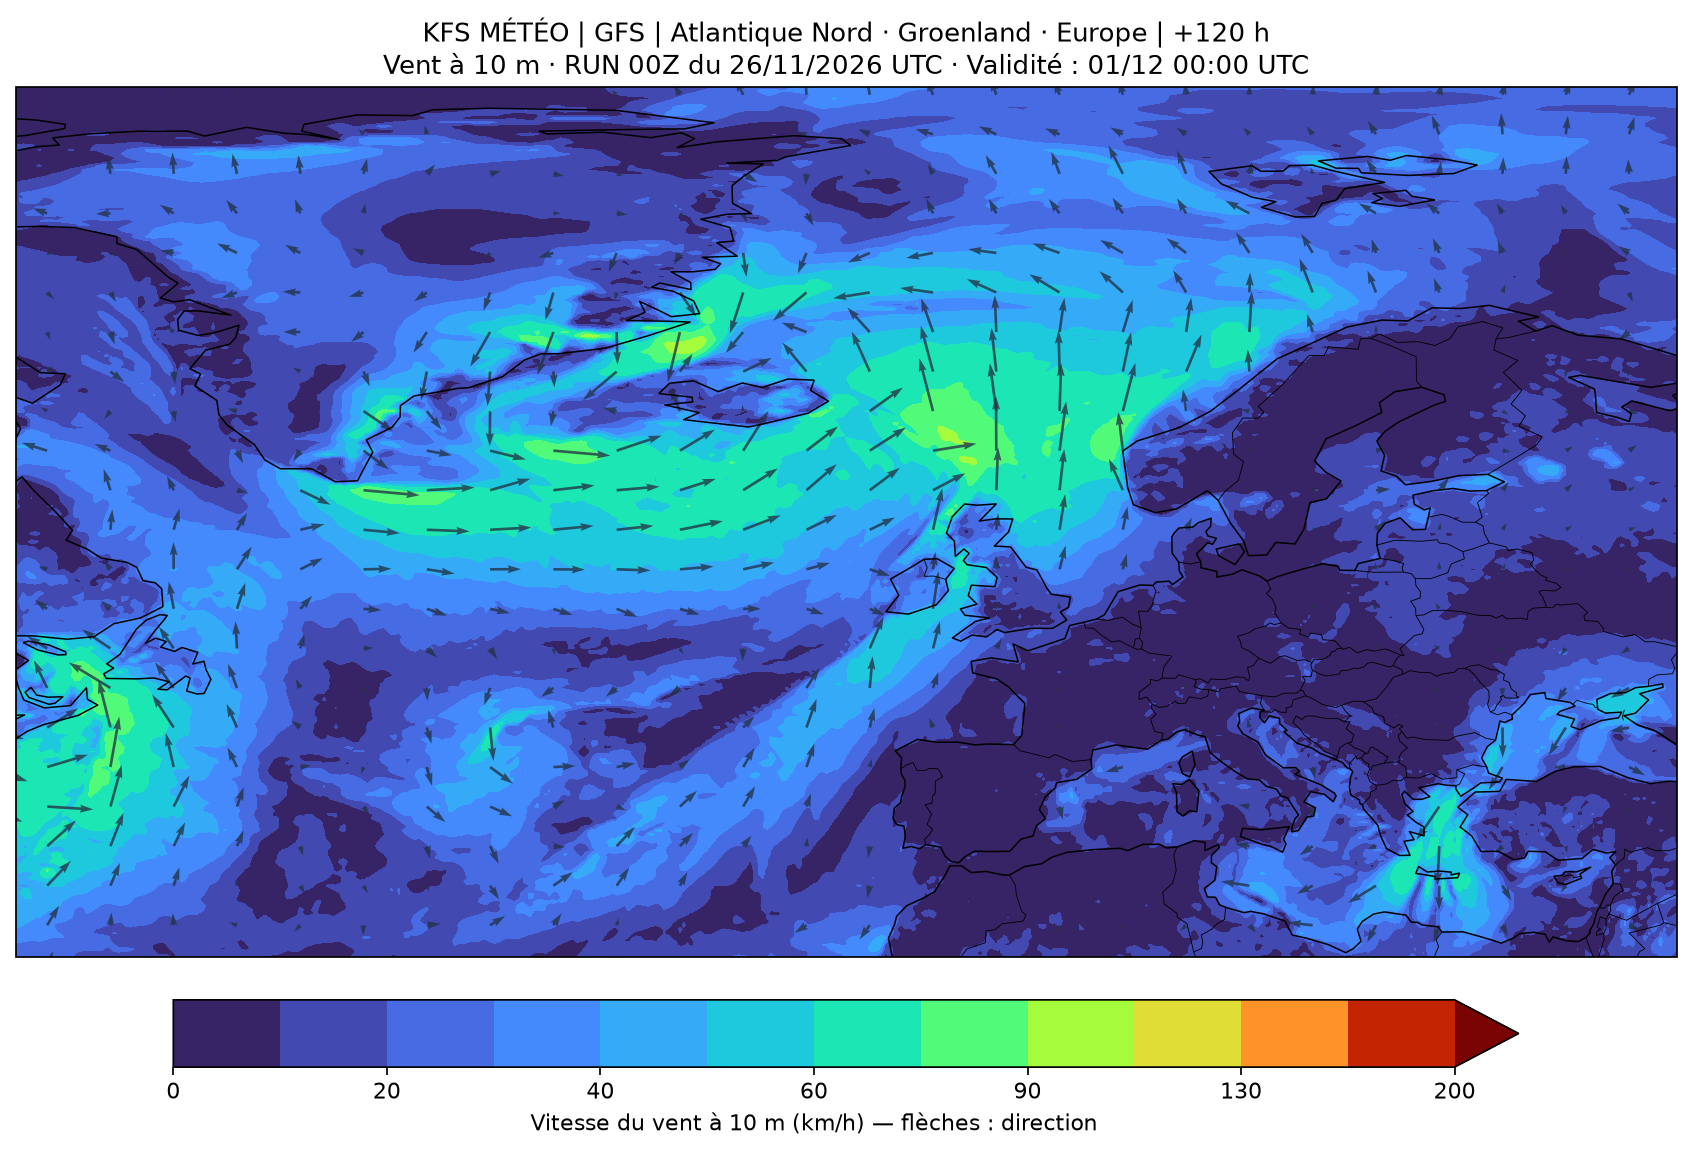 KFS MÉTÉO | GFS | Atlantique Nord · Groenland · Europe | +120 h
Vent à 10 m · RUN 00Z du 26/11/2026 UTC · Validité : 01/12 00:00 UTC
0 20 40 60 90 130 200
Vitesse du vent à 10 m (km/h) — flèches : direction